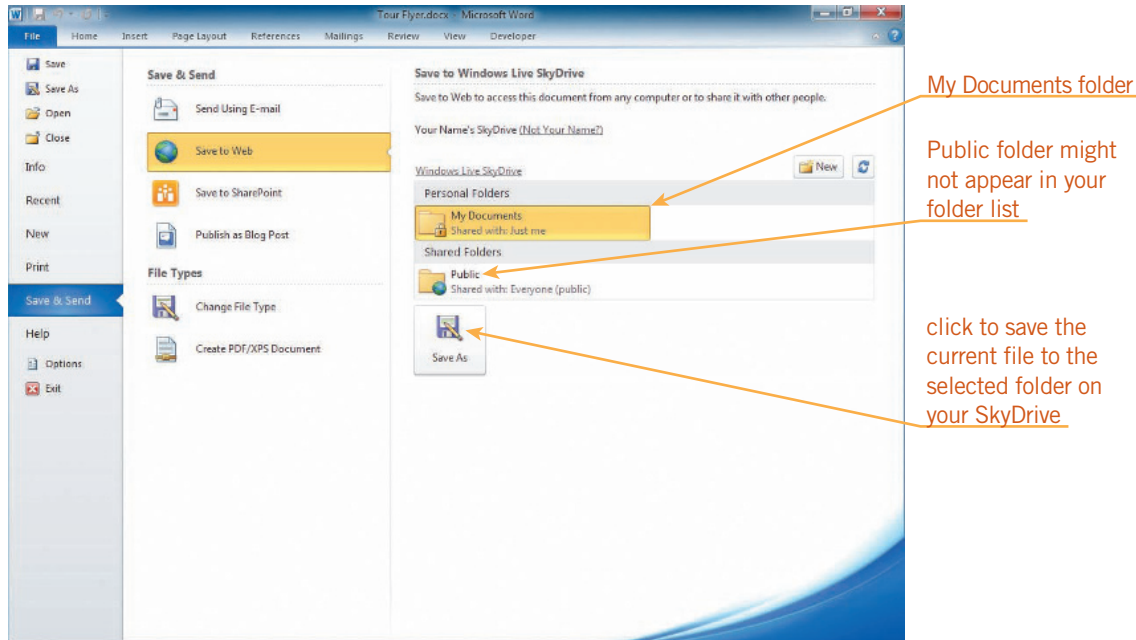 Tour Flyer.docx - Microsoft Word
File Home Insert Page Layout References Mailings Review View Developer
Save
Save As
Open
Close
Info
Recent
New
Print
Save & Send
Help
Options
Exit
Save & Send
Send Using E-mail
Save to Web
Save to SharePoint
Publish as Blog Post
File Types
Change File Type
Create PDF/XPS Document
Save to Windows Live SkyDrive
Save to Web to access this document from any computer or to share it with other people.
Your Name's SkyDrive (Not Your Name?)
Windows Live SkyDrive
New
Personal Folders
My Documents
Shared with: Just me
Shared Folders
Public
Shared with: Everyone (public)
Save As
My Documents folder
Public folder might
not appear in your
folder list
click to save the
current file to the
selected folder on
your SkyDrive